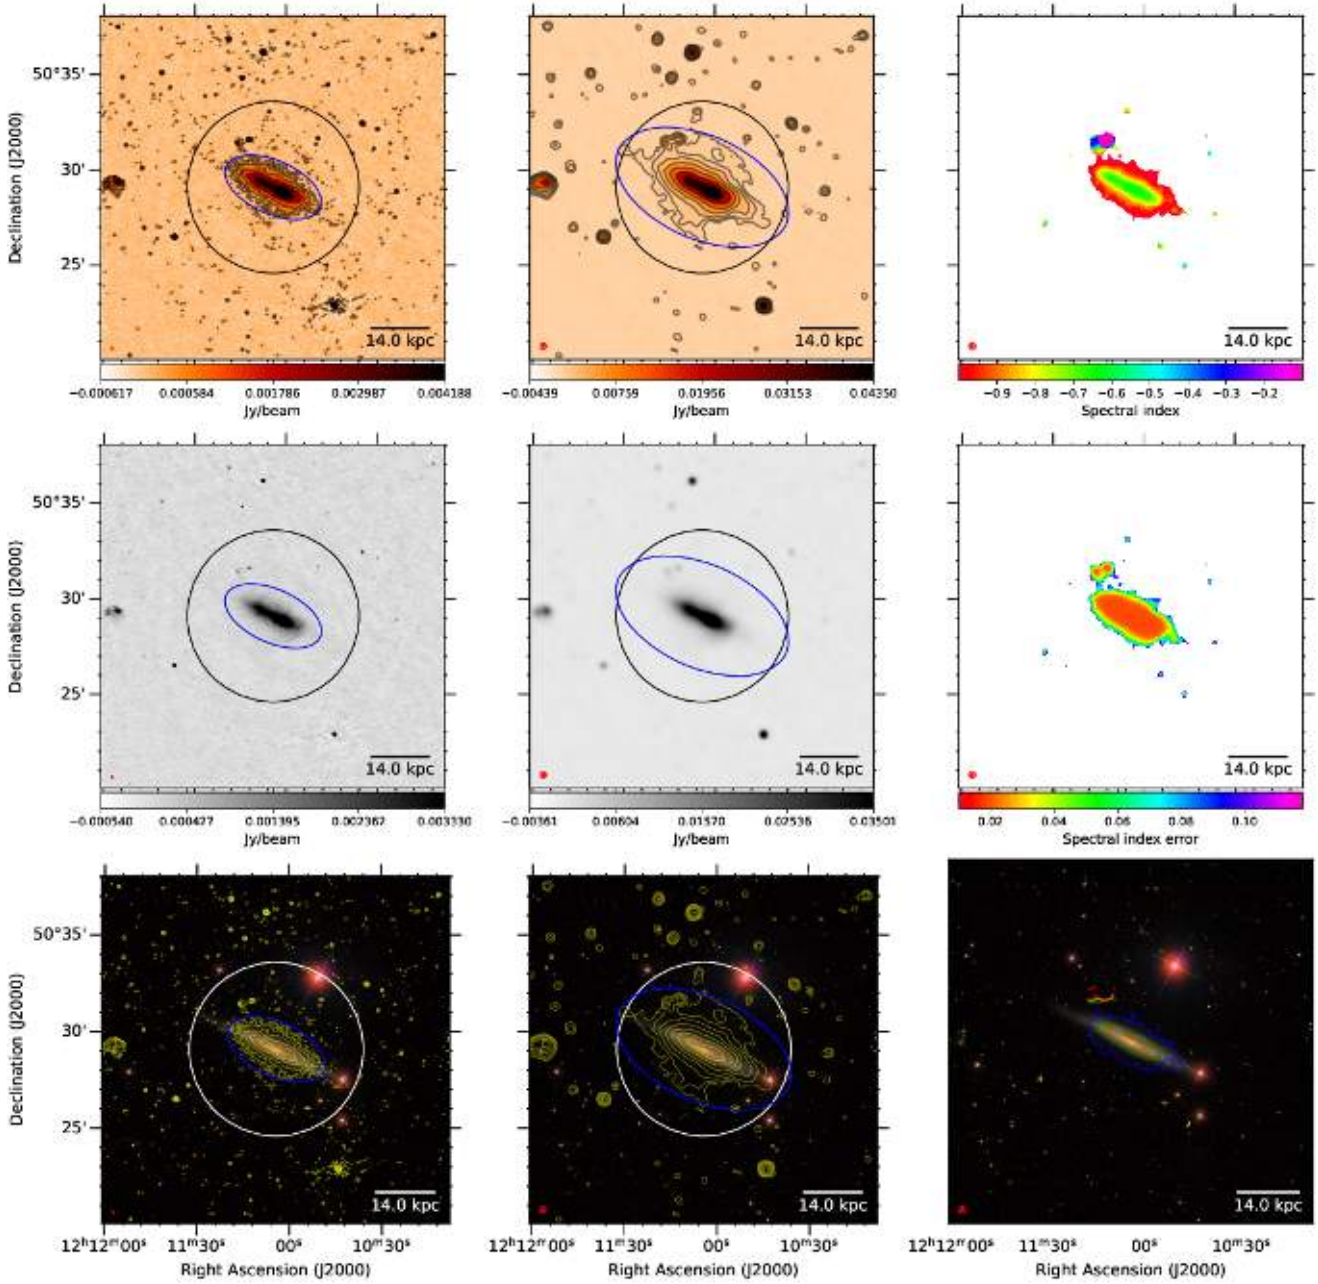 Declination (J2000)
50°35'
30'
25'
14.0 kpc
14.0 kpc
14.0 kpc
−0.000617 0.000584 0.001786 0.002987 0.004188
Jy/beam
−0.00439 0.00759 0.01956 0.03153 0.04350
Jy/beam
−0.9 −0.8 −0.7 −0.6 −0.5 −0.4 −0.3 −0.2
Spectral index
Declination (J2000)
50°35'
30'
25'
14.0 kpc
14.0 kpc
14.0 kpc
−0.000540 0.000477 0.001395 0.002362 0.003330
Jy/beam
−0.00361 0.00604 0.01570 0.02536 0.03501
Jy/beam
0.02 0.04 0.06 0.08 0.10
Spectral index error
Declination (J2000)
50°35'
30'
25'
14.0 kpc
14.0 kpc
14.0 kpc
12ʰ12ᵐ00ˢ 11ᵐ30ˢ 00ˢ 10ᵐ30ˢ
Right Ascension (J2000)
12ʰ12ᵐ00ˢ 11ᵐ30ˢ 00ˢ 10ᵐ30ˢ
Right Ascension (J2000)
12ʰ12ᵐ00ˢ 11ᵐ30ˢ 00ˢ 10ᵐ30ˢ
Right Ascension (J2000)